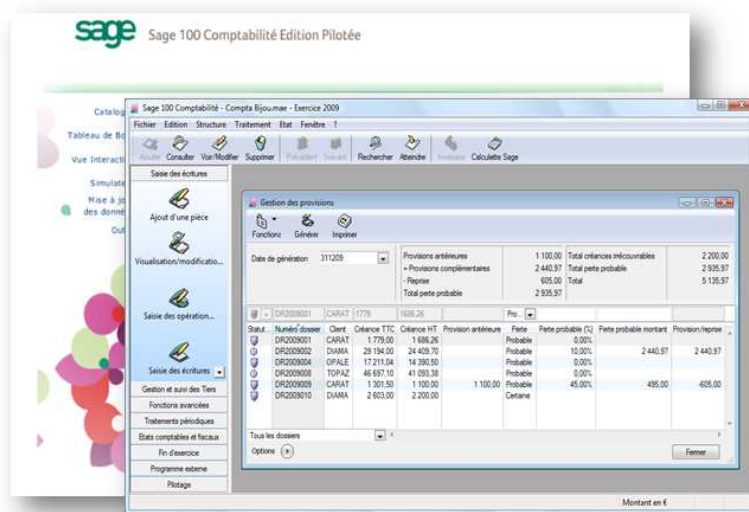 sage Sage 100 Comptabilité Edition Pilotée
Catalog
Tableau de Bo
Vue Interacti
Simulate
Mise à jo
des donné
Out
Sage 100 Comptabilité - Compta Bijou.mae - Exercice 2009
Fichier Edition Structure Traitement Etat Fenêtre ?
Ajouter Consulter Voir/Modifier Supprimer Précédent Suivant Rechercher Atteindre Inverseur Calculette Sage
Saisie des écritures
Ajout d'une pièce
Visualisation/modificatio...
Saisie des opération...
Saisie des écritures
Gestion et suivi des Tiers
Fonctions avancées
Traitements périodiques
Etats comptables et fiscaux
Fin d'exercice
Programme externe
Pilotage
Gestion des provisions
Fonctions Générer Imprimer
Date de génération 311209
Provisions antérieures 1 100,00 Total créances irrécouvrables 2 200,00
+ Provisions complémentaires 2 440,97 Total perte probable 2 935,97
- Reprise 605,00 Total 5 135,97
Total perte probable 2 935,97
DR2009001 CARAT 1779 1686,26 Pro...
Statut... Numéro dossier Client Créance TTC Créance HT Provision antérieure Perte Perte probable (%) Perte probable montant Provision/reprise
DR2009001 CARAT 1 779,00 1 686,26 Probable 0,00%
DR2009002 DIAMA 29 194,00 24 409,70 Probable 10,00% 2 440,97 2 440,97
DR2009004 OPALE 17 211,04 14 390,50 Probable 0,00%
DR2009008 TOPAZ 46 697,10 41 093,38 Probable 0,00%
DR2009009 CARAT 1 301,50 1 100,00 1 100,00 Probable 45,00% 495,00 -605,00
DR2009010 DIAMA 2 603,00 2 200,00 Certaine
Tous les dossiers
Options
Fermer
Montant en €